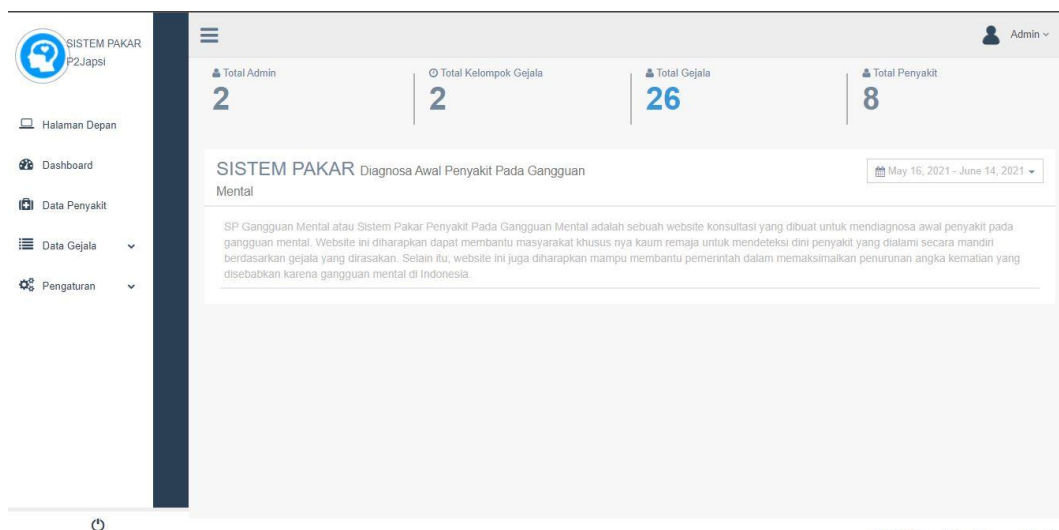 SISTEM PAKAR
P2Japsi
Halaman Depan
Dashboard
Data Penyakit
Data Gejala
Pengaturan
Admin
Total Admin
2
Total Kelompok Gejala
2
Total Gejala
26
Total Penyakit
8
SISTEM PAKAR Diagnosa Awal Penyakit Pada Gangguan
Mental
May 16, 2021 - June 14, 2021
SP Gangguan Mental atau Sistem Pakar Penyakit Pada Gangguan Mental adalah sebuah website konsultasi yang dibuat untuk mendiagnosa awal penyakit pada
gangguan mental. Website ini diharapkan dapat membantu masyarakat khusus nya kaum remaja untuk mendeteksi dini penyakit yang dialami secara mandiri
berdasarkan gejala yang dirasakan. Selain itu, website ini juga diharapkan mampu membantu pemerintah dalam memaksimalkan penurunan angka kematian yang
disebabkan karena gangguan mental di Indonesia.